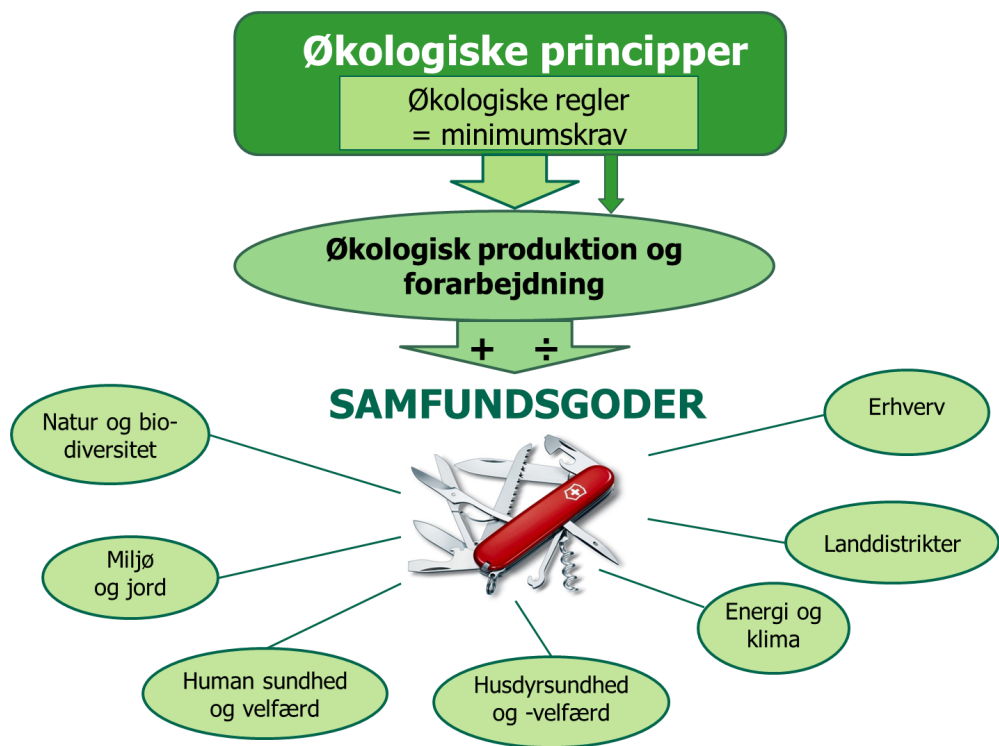 Økologiske principper
Økologiske regler
= minimumskrav
Økologisk produktion og
forarbejdning
+ ÷
SAMFUNDSGODER
Natur og bio-
diversitet
Erhverv
Miljø
og jord
Landdistrikter
Energi og
klima
Human sundhed
og velfærd
Husdyrsundhed
og -velfærd